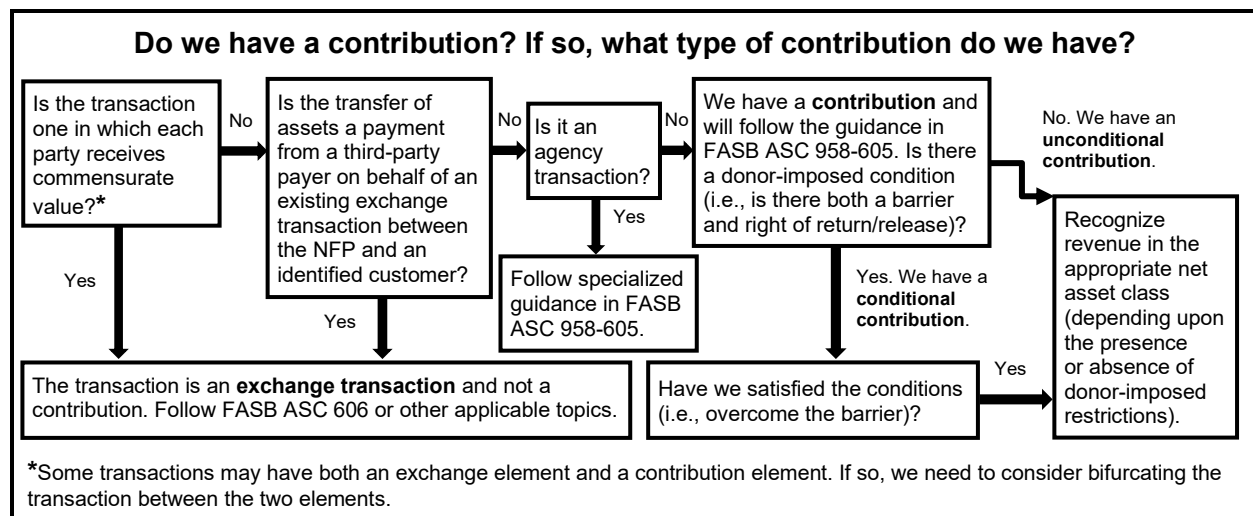 Do we have a contribution? If so, what type of contribution do we have?
Is the transaction
one in which each
party receives
commensurate
value?*
No
Is the transfer of
assets a payment
from a third-party
payer on behalf of an
existing exchange
transaction between
the NFP and an
identified customer?
No
Is it an
agency
transaction?
No
We have a contribution and
will follow the guidance in
FASB ASC 958-605. Is there
a donor-imposed condition
(i.e., is there both a barrier
and right of return/release)?
No. We have an
unconditional
contribution.
Yes
Yes
Yes
Follow specialized
guidance in FASB
ASC 958-605.
Yes. We have a
conditional
contribution.
Recognize
revenue in the
appropriate net
asset class
(depending upon
the presence
or absence of
donor-imposed
restrictions).
The transaction is an exchange transaction and not a
contribution. Follow FASB ASC 606 or other applicable topics.
Have we satisfied the conditions
(i.e., overcome the barrier)?
Yes
*Some transactions may have both an exchange element and a contribution element. If so, we need to consider bifurcating the
transaction between the two elements.